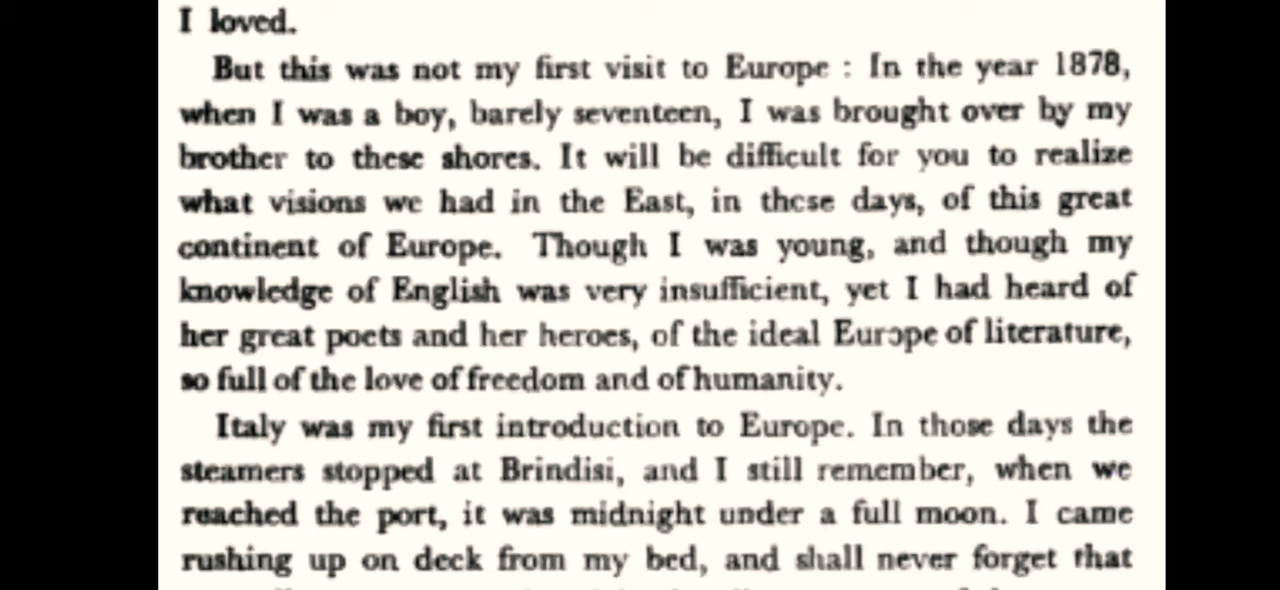 I loved.
But this was not my first visit to Europe : In the year 1878,
when I was a boy, barely seventeen, I was brought over by my
brother to these shores. It will be difficult for you to realize
what visions we had in the East, in these days, of this great
continent of Europe. Though I was young, and though my
knowledge of English was very insufficient, yet I had heard of
her great poets and her heroes, of the ideal Europe of literature,
so full of the love of freedom and of humanity.
Italy was my first introduction to Europe. In those days the
steamers stopped at Brindisi, and I still remember, when we
reached the port, it was midnight under a full moon. I came
rushing up on deck from my bed, and shall never forget that